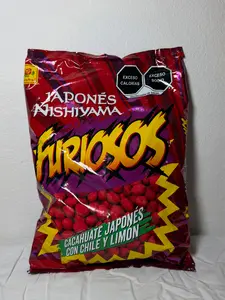 EXCESO
CALORÍAS
EXCESO
SODIO
JAPONÉS
NISHIYAMA
FURIOSOS
CACAHUATE JAPONÉS
CON CHILE Y LIMÓN